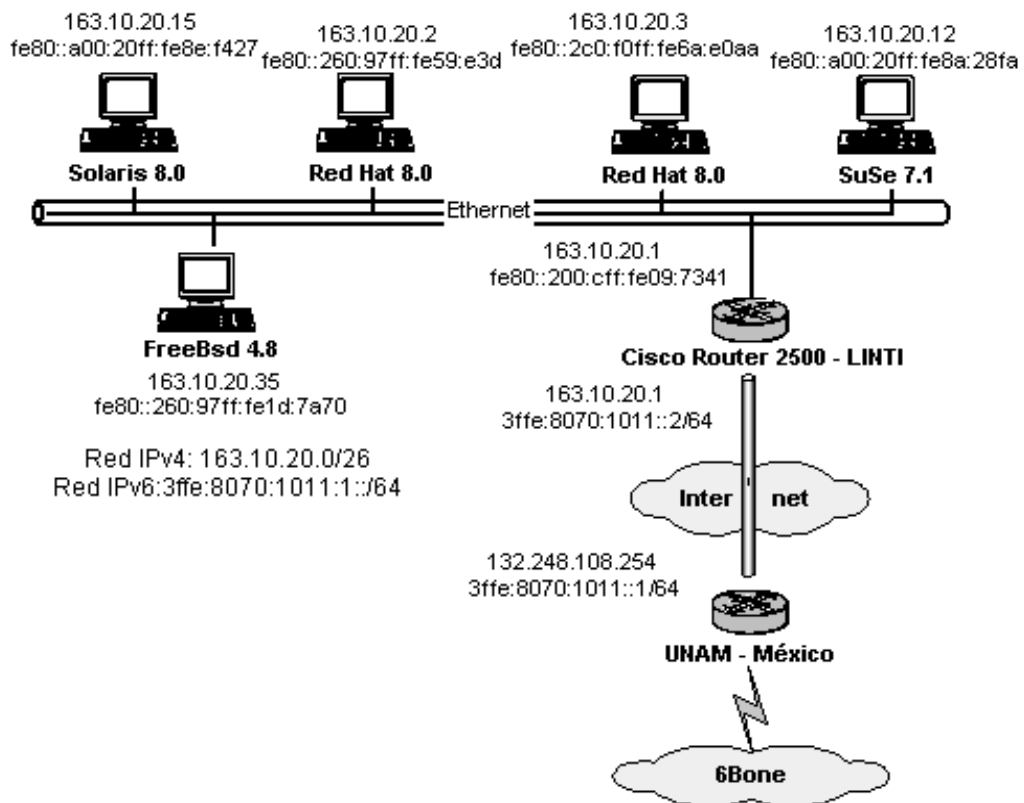 163.10.20.15
fe80::a00:20ff:fe8e:f427
163.10.20.2
fe80::260:97ff:fe59:e3d
163.10.20.3
fe80::2c0:f0ff:fe6a:e0aa
163.10.20.12
fe80::a00:20ff:fe8a:28fa
Solaris 8.0
Red Hat 8.0
Red Hat 8.0
SuSe 7.1
Ethernet
163.10.20.1
fe80::200:cff:fe09:7341
FreeBsd 4.8
163.10.20.35
fe80::260:97ff:fe1d:7a70
Cisco Router 2500 - LINTI
163.10.20.1
3ffe:8070:1011::2/64
Red IPv4: 163.10.20.0/26
Red IPv6:3ffe:8070:1011:1::/64
Inter net
132.248.108.254
3ffe:8070:1011::1/64
UNAM - México
6Bone